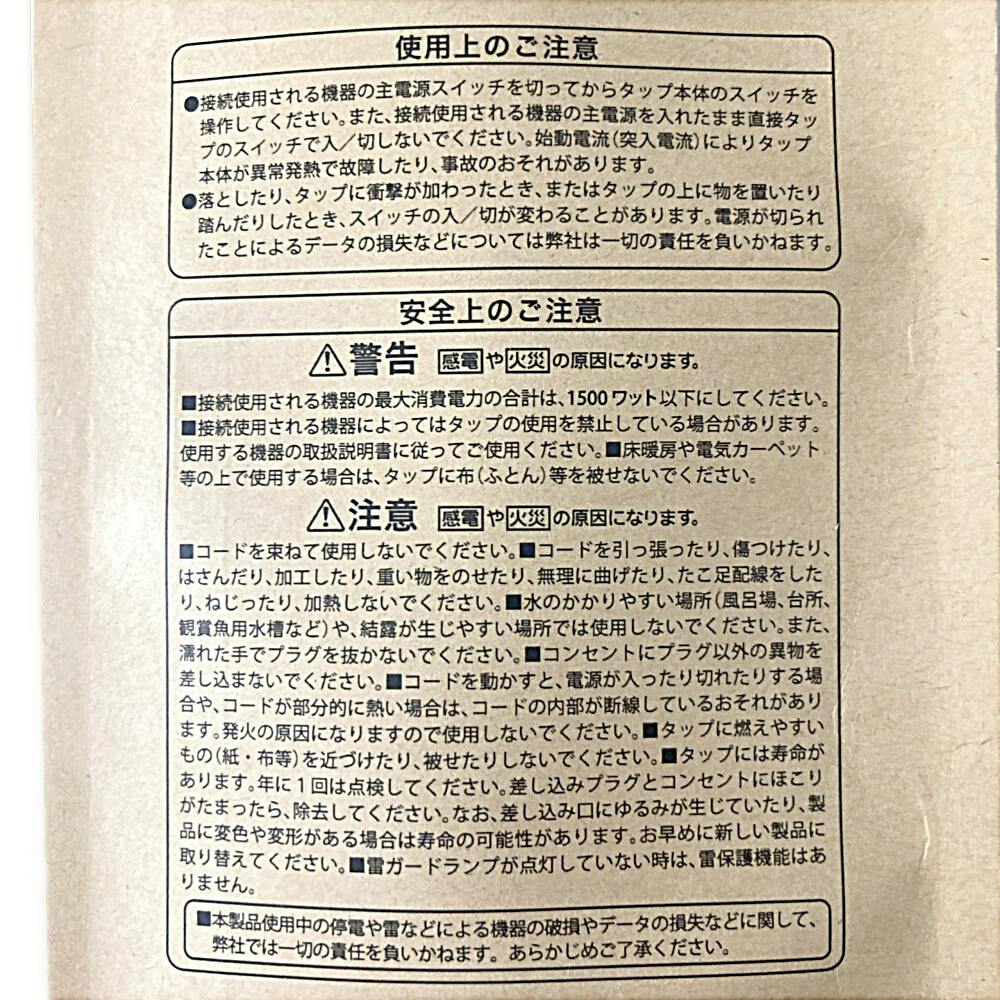 使用上のご注意
●接続使用される機器の主電源スイッチを切ってからタップ本体のスイッチを
操作してください。また、接続使用される機器の主電源を入れたまま直接タッ
プのスイッチで入／切しないでください。始動電流(突入電流)によりタップ
本体が異常発熱で故障したり、事故のおそれがあります。
●落としたり、タップに衝撃が加わったとき、またはタップの上に物を置いたり
踏んだりしたとき、スイッチの入／切が変わることがあります。電源が切られ
たことによるデータの損失などについては弊社は一切の責任を負いかねます。
安全上のご注意
⚠警告 感電や火災の原因になります。
■接続使用される機器の最大消費電力の合計は、1500ワット以下にしてください。
■接続使用される機器によってはタップの使用を禁止している場合があります。
使用する機器の取扱説明書に従ってご使用ください。■床暖房や電気カーペット
等の上で使用する場合は、タップに布(ふとん)等を被せないでください。
⚠注意 感電や火災の原因になります。
■コードを束ねて使用しないでください。■コードを引っ張ったり、傷つけたり、
はさんだり、加工したり、重い物をのせたり、無理に曲げたり、たこ足配線をした
り、ねじったり、加熱しないでください。■水のかかりやすい場所(風呂場、台所、
観賞魚用水槽など)や、結露が生じやすい場所では使用しないでください。また、
濡れた手でプラグを抜かないでください。■コンセントにプラグ以外の異物を
差し込まないでください。■コードを動かすと、電源が入ったり切れたりする場
合や、コードが部分的に熱い場合は、コードの内部が断線しているおそれがあり
ます。発火の原因になりますので使用しないでください。■タップに燃えやすい
もの(紙・布等)を近づけたり、被せたりしないでください。■タップには寿命が
あります。年に1回は点検してください。差し込みプラグとコンセントにほこり
がたまったら、除去してください。なお、差し込み口にゆるみが生じていたり、製
品に変色や変形がある場合は寿命の可能性があります。お早めに新しい製品に
取り替えてください。■雷ガードランプが点灯していない時は、雷保護機能はあ
りません。
■本製品使用中の停電や雷などによる機器の破損やデータの損失などに関して、
弊社では一切の責任を負いかねます。あらかじめご了承ください。